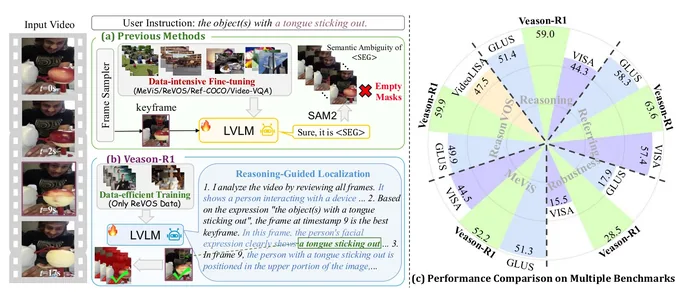 Input Video
t=0s
t=2s
t=9s
t=12s
User Instruction: the object(s) with a tongue sticking out.
(a) Previous Methods
Frame Sampler
Data-intensive Fine-tuning
(MeViS/ReVOS/Ref-COCO/Video-VQA)
keyframe
LVLM
Semantic Ambiguity of
<SEG>
Empty
Masks
SAM2
Sure, it is <SEG>
(b) Veason-R1
Data-efficient Training
(Only ReVOS Data)
LVLM
Reasoning-Guided Localization
1. I analyze the video by reviewing all frames. It
shows a person interacting with a device ... 2. Based
on the expression "the object(s) with a tongue
sticking out", the frame at timestamp 9 is the best
keyframe. In this frame, the person's facial
expression clearly shows a tongue sticking out ... 3.
In frame 9, the person with a tongue sticking out is
positioned in the upper portion of the image,...
Veason-R1
59.0
GLUS
51.4
VISA
44.3
VideoLISA
47.5
GLUS
58.3
Veason-R1
63.6
Veason-R1
59.9
Reasoning
Referring
ReasonVOS
VISA
57.4
GLUS
49.9
MeViS
Robustness
GLUS
17.9
VISA
44.5
VISA
15.5
Veason-R1
52.2
GLUS
51.3
Veason-R1
28.5
(c) Performance Comparison on Multiple Benchmarks